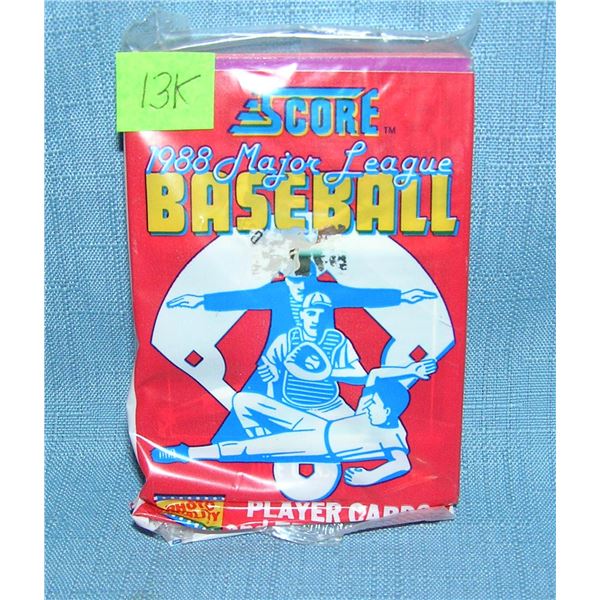 13K
SCORE TM
1988 Major League
BASEBALL
PLAYER CARDS